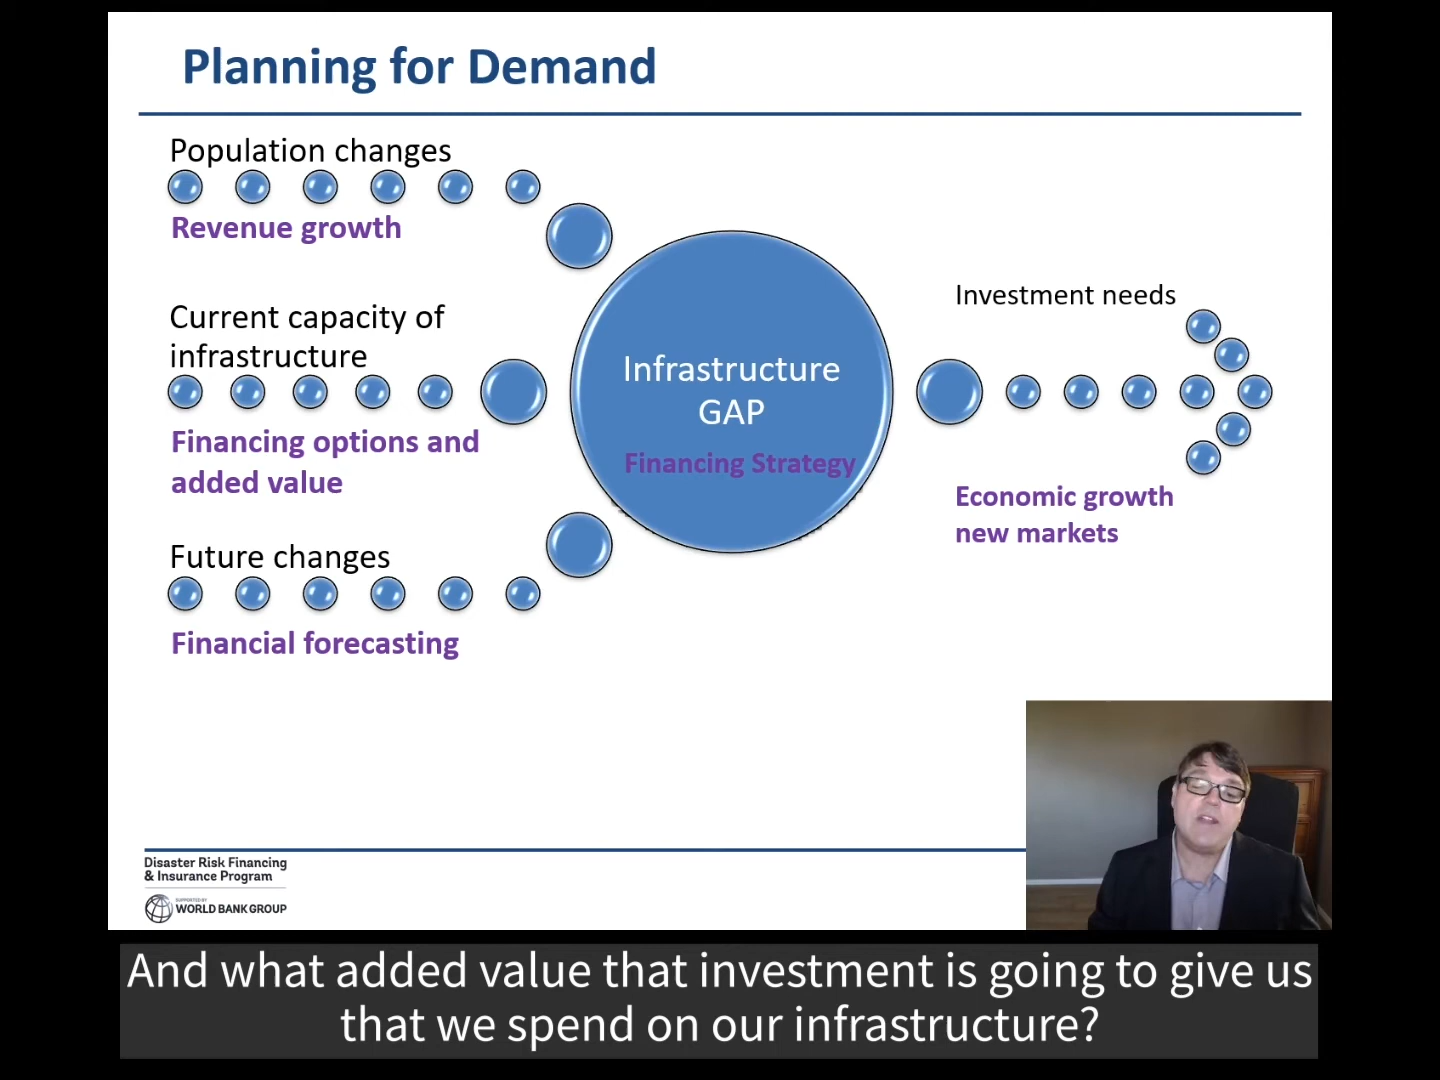 Planning for Demand
Population changes
Revenue growth
Current capacity of
infrastructure
Financing options and
added value
Future changes
Financial forecasting
Infrastructure
GAP
Financing Strategy
Investment needs
Economic growth
new markets
Disaster Risk Financing
& Insurance Program
SUPPORTED BY
WORLD BANK GROUP
And what added value that investment is going to give us
that we spend on our infrastructure?